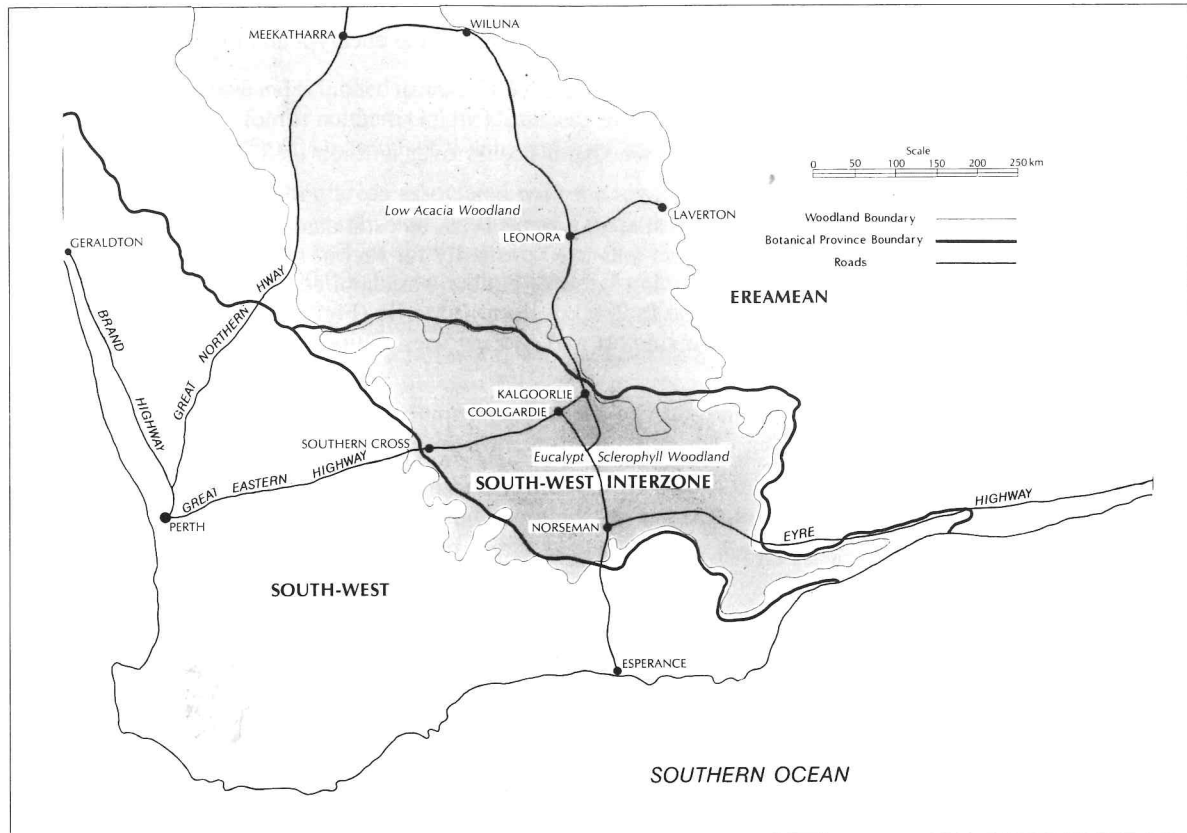 WILUNA
MEEKATHARRA
Scale
0 50 100 150 200 250 km
Low Acacia Woodland
LAVERTON
Woodland Boundary
LEONORA
Botanical Province Boundary
GERALDTON
Roads
EREAMEAN
GREAT NORTHERN HWAY
BRAND HIGHWAY
KALGOORLIE
COOLGARDIE
SOUTHERN CROSS
Eucalypt Sclerophyll Woodland
GREAT EASTERN HIGHWAY
SOUTH-WEST INTERZONE
EYRE HIGHWAY
PERTH
NORSEMAN
SOUTH-WEST
ESPERANCE
SOUTHERN OCEAN